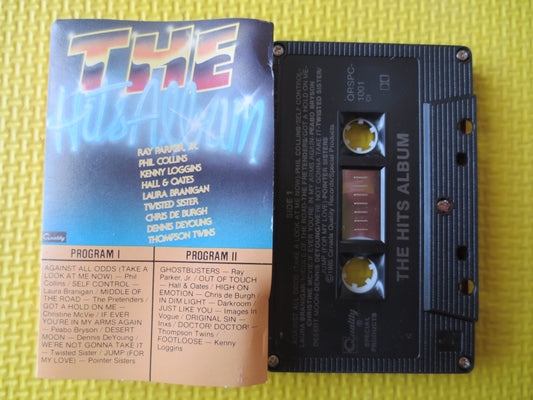 THE
HITS ALBUM
RAY PARKER, JR.
PHIL COLLINS
KENNY LOGGINS
HALL & OATES
LAURA BRANIGAN
TWISTED SISTER
CHRIS DE BURGH
DENNIS DEYOUNG
THOMPSON TWINS
Quality
PROGRAM I
AGAINST ALL ODDS (TAKE A
LOOK AT ME NOW) — Phil
Collins / SELF CONTROL —
Laura Branigan / MIDDLE OF
THE ROAD — The Pretenders /
GOT A HOLD ON ME —
Christine McVie / IF EVER
YOU'RE IN MY ARMS AGAIN
— Peabo Bryson / DESERT
MOON — Dennis DeYoung /
WE'RE NOT GONNA TAKE IT
— Twisted Sister / JUMP (FOR
MY LOVE) — Pointer Sisters
PROGRAM II
GHOSTBUSTERS — Ray
Parker, Jr. / OUT OF TOUCH
— Hall & Oates / HIGH ON
EMOTION — Chris de Burgh /
IN DIM LIGHT — Darkroom /
JUST LIKE YOU — Images In
Vogue / ORIGINAL SIN —
Inxs / DOCTOR! DOCTOR! —
Thompson Twins /
FOOTLOOSE — Kenny
Loggins
QRSPC-
1001
SIDE 1
THE HITS ALBUM
Quality
SPECIAL
PRODUCTS